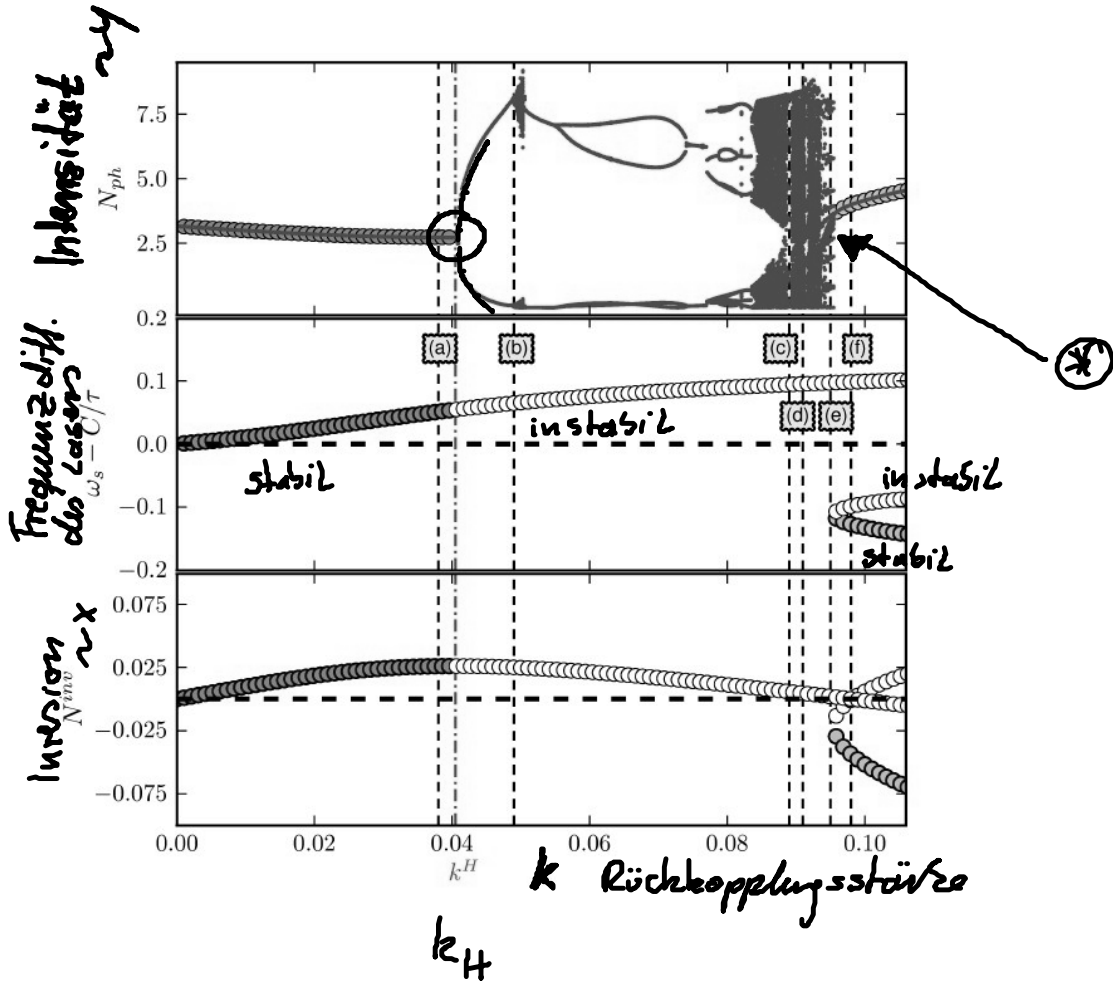 Intensität ~y
N_ph
7.5
5.0
2.5
0.2
Frequenzdiff.
des Lasers
ω_s − C/τ
0.1
0.0
−0.1
−0.2
(a)
(b)
(c)
(d)
(e)
(f)
*
stabil
instabil
instabil
stabil
Inversion ~x
N^inv
0.075
0.025
−0.025
−0.075
0.00
0.02
0.04
0.06
0.08
0.10
k^H
k Rückkopplungsstärke
k_H